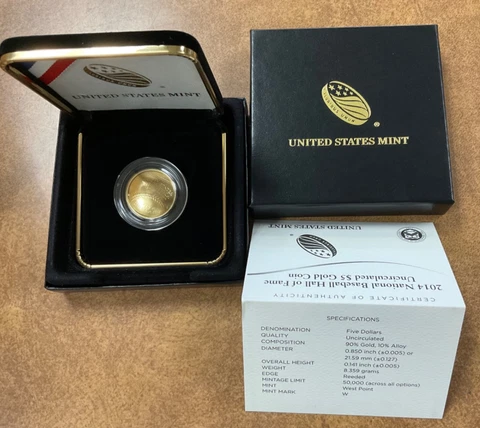 UNITED STATES MINT
®
UNITED STATES MINT
®
UNITED STATES MINT
2014 National Baseball Hall of Fame
Uncirculated $5 Gold Coin
CERTIFICATE OF AUTHENTICITY
SPECIFICATIONS
DENOMINATION Five Dollars
QUALITY Uncirculated
COMPOSITION 90% Gold, 10% Alloy
DIAMETER 0.850 inch (±0.005) or
21.59 mm (±0.127)
OVERALL HEIGHT 0.141 inch (±0.005)
WEIGHT 8.359 grams
EDGE Reeded
MINTAGE LIMIT 50,000 (across all options)
MINT West Point
MINT MARK W